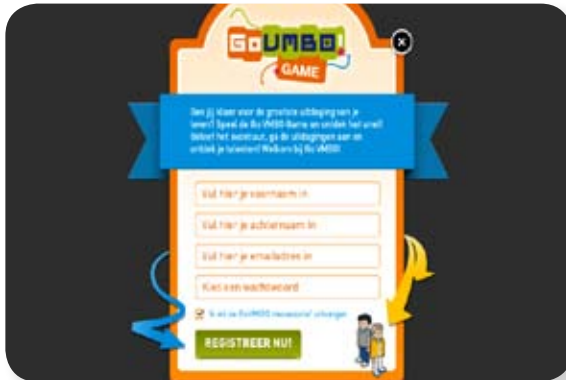 GOVMBO!
GAME
Ben jij klaar voor de grootste uitdaging van je
leven? Speel de Go VMBO Game en ontdek het snel!
Beleef het avontuur, ga de uitdagingen aan en
ontdek je talenten! Welkom bij Go VMBO!
Vul hier je voornaam in
Vul hier je achternaam in
Vul hier je emailadres in
Kies een wachtwoord
Ik wil de GoVMBO nieuwsbrief ontvangen
REGISTREER NU!